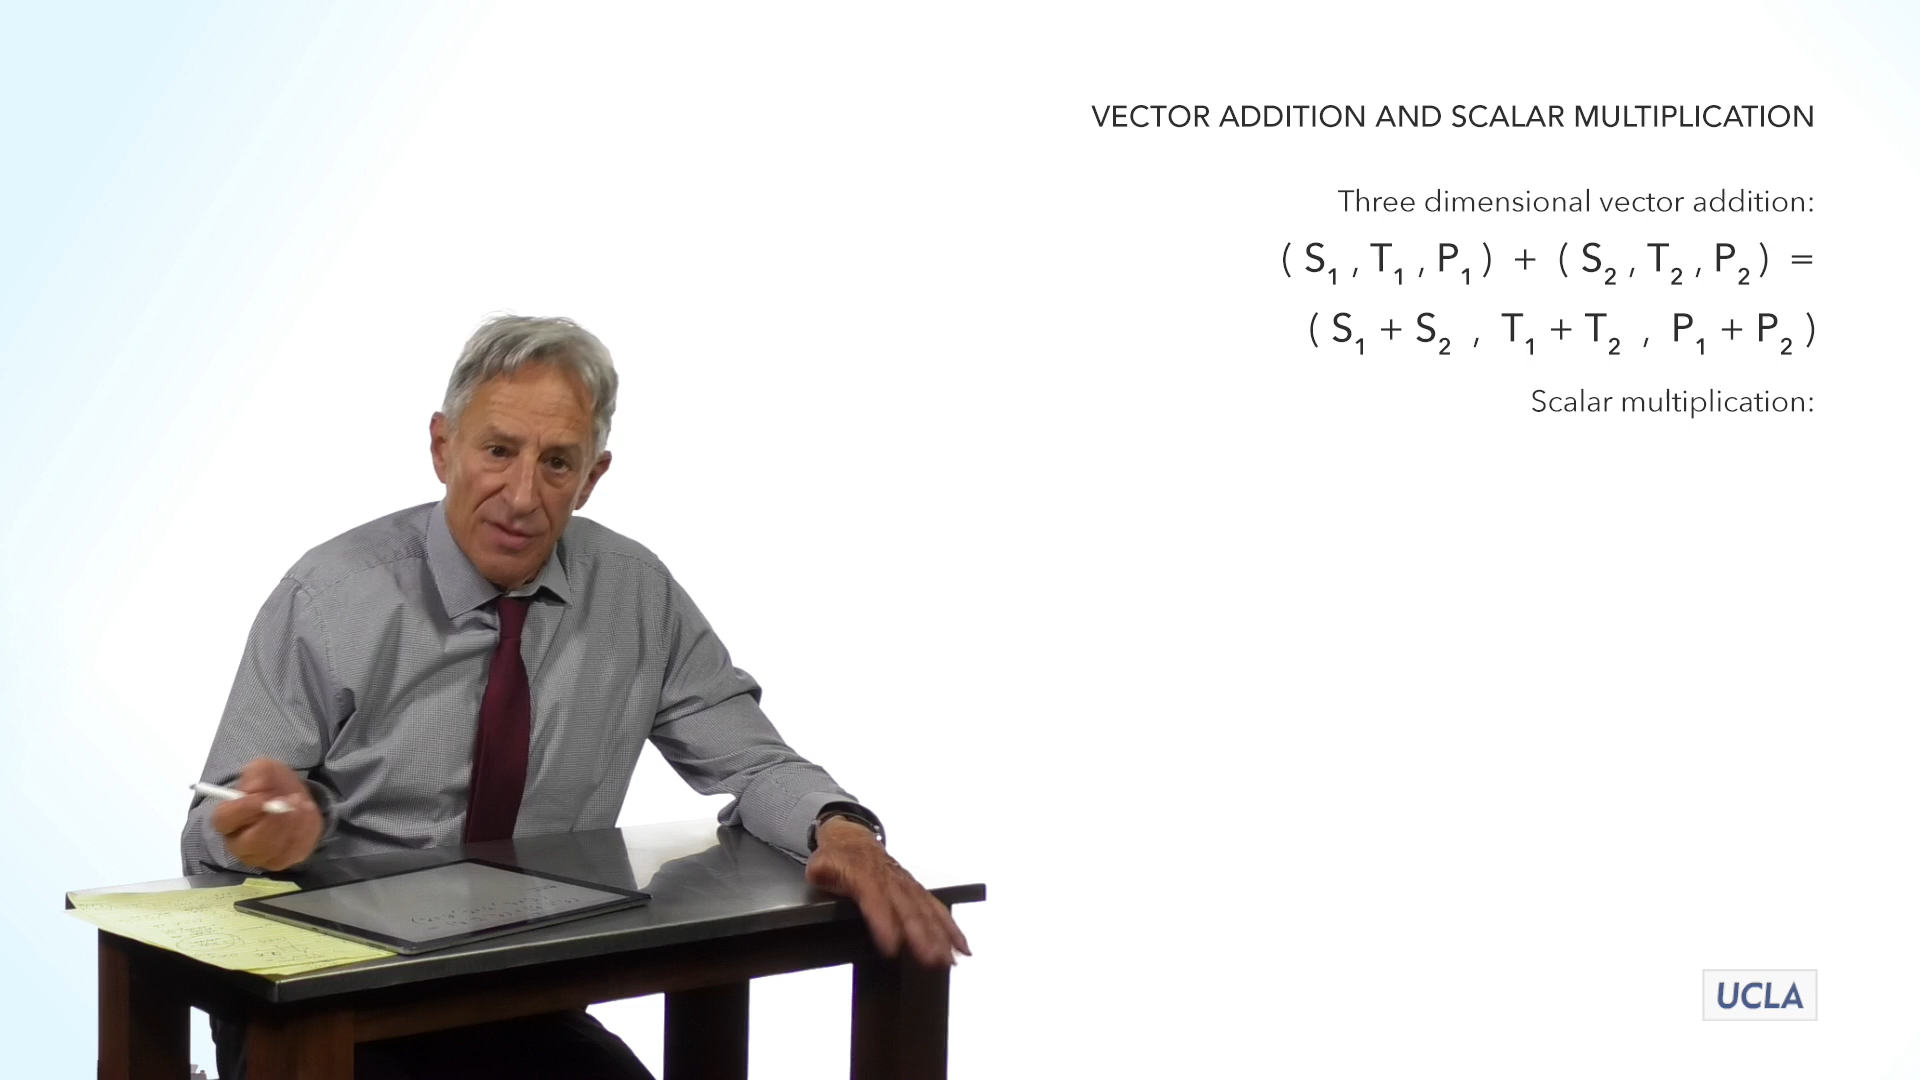 VECTOR ADDITION AND SCALAR MULTIPLICATION
Three dimensional vector addition:
( S₁ , T₁ , P₁ ) + ( S₂ , T₂ , P₂ ) =
( S₁ + S₂ , T₁ + T₂ , P₁ + P₂ )
Scalar multiplication:
UCLA